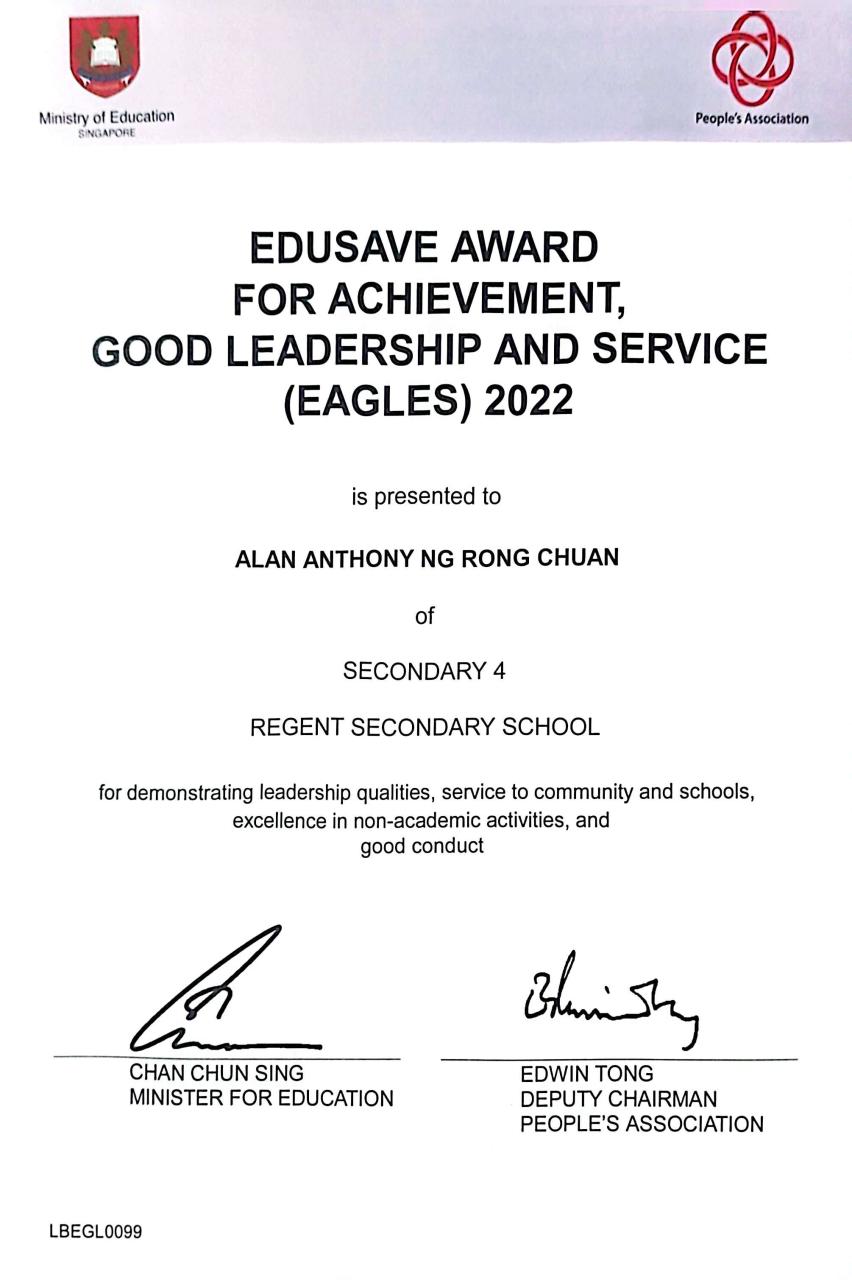 Ministry of Education
SINGAPORE
People's Association
EDUSAVE AWARD
FOR ACHIEVEMENT,
GOOD LEADERSHIP AND SERVICE
(EAGLES) 2022
is presented to
ALAN ANTHONY NG RONG CHUAN
of
SECONDARY 4
REGENT SECONDARY SCHOOL
for demonstrating leadership qualities, service to community and schools,
excellence in non-academic activities, and
good conduct
CHAN CHUN SING
MINISTER FOR EDUCATION
EDWIN TONG
DEPUTY CHAIRMAN
PEOPLE'S ASSOCIATION
LBEGL0099